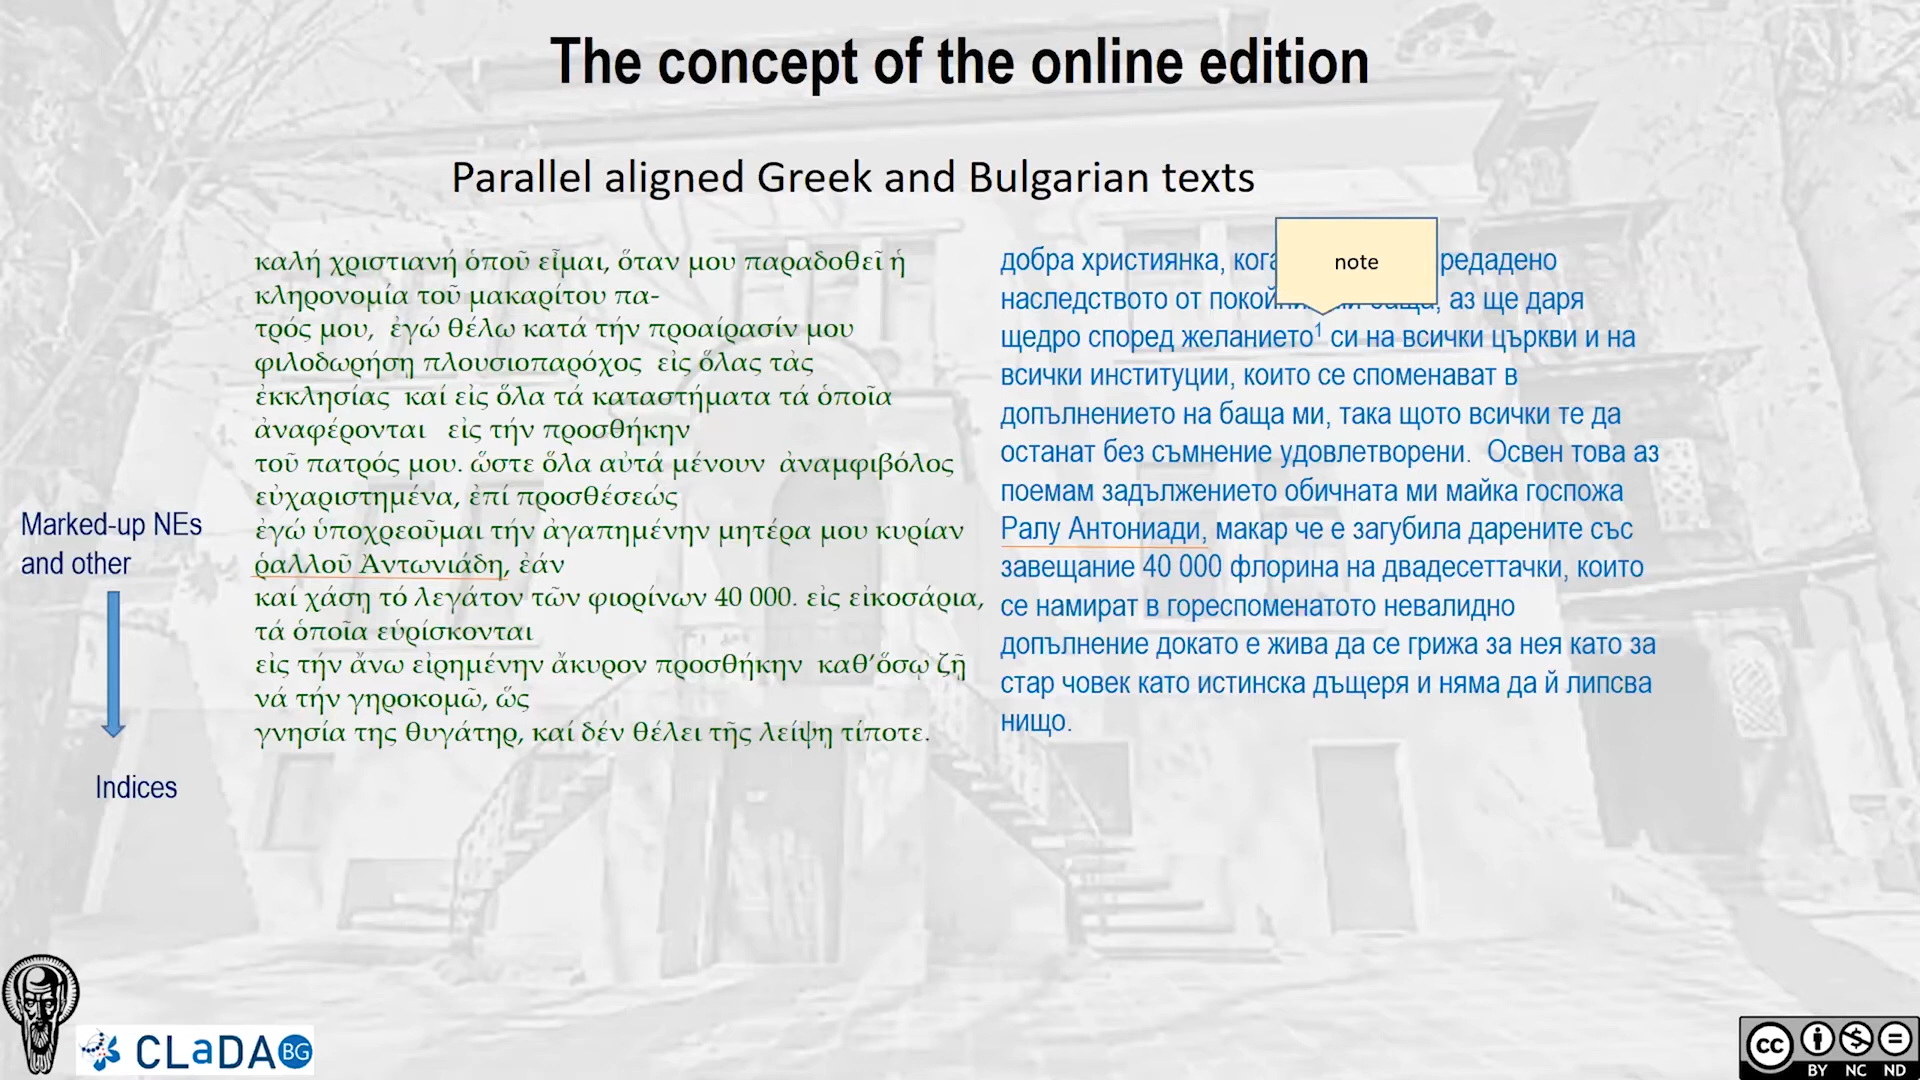 The concept of the online edition
Parallel aligned Greek and Bulgarian texts
καλή χριστιανή ὁποῦ εἶμαι, ὅταν μου παραδοθεῖ ἡ
κληρονομία τοῦ μακαρίτου πα-
τρός μου, ἐγώ θέλω κατά τήν προαίρασίν μου
φιλοδωρήσῃ πλουσιοπαρόχος εἰς ὅλας τὰς
ἐκκλησίας καί εἰς ὅλα τά καταστήματα τά ὁποῖα
ἀναφέρονται εἰς τήν προσθήκην
τοῦ πατρός μου. ὥστε ὅλα αὐτά μένουν ἀναμφιβόλος
εὐχαριστημένα, ἐπί προσθέσεώς
ἐγώ ὑποχρεοῦμαι τήν ἀγαπημένην μητέρα μου κυρίαν
ῥαλλοῦ Ἀντωνιάδη, ἐάν
καί χάσῃ τό λεγάτον τῶν φιορίνων 40 000. εἰς εἰκοσάρια,
τά ὁποῖα εὑρίσκονται
εἰς τήν ἄνω εἰρημένην ἄκυρον προσθήκην καθ’ὅσῳ ζῇ
νά τήν γηροκομῶ, ὥς
γνησία της θυγάτηρ, καί δέν θέλει τῆς λείψῃ τίποτε.
добра християнка, кога редадено
наследството от аз ще даря
щедро според желанието¹ си на всички църкви и на
всички институции, които се споменават в
допълнението на баща ми, така щото всички те да
останат без съмнение удовлетворени. Освен това аз
поемам задължението обичната ми майка госпожа
Ралу Антониади, макар че е загубила дарените със
завещание 40 000 флорина на двадесеттачки, които
се намират в гореспоменатото невалидно
допълнение докато е жива да се грижа за нея като за
стар човек като истинска дъщеря и няма да й липсва
нищо.
note
Marked-up NEs
and other
Indices
CLaDA BG
cc
BY NC ND